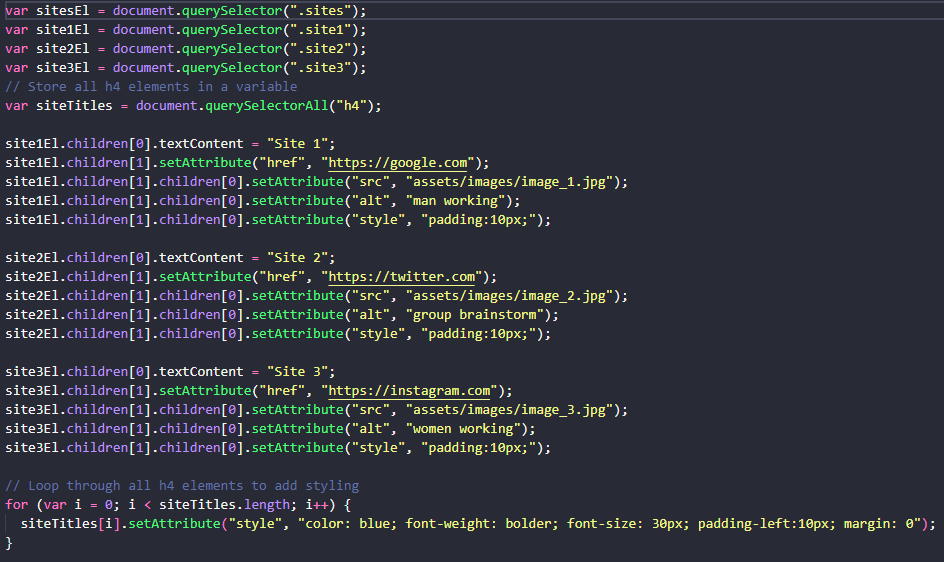 var sitesEl = document.querySelector(".sites");
var site1El = document.querySelector(".site1");
var site2El = document.querySelector(".site2");
var site3El = document.querySelector(".site3");
// Store all h4 elements in a variable
var siteTitles = document.querySelectorAll("h4");

site1El.children[0].textContent = "Site 1";
site1El.children[1].setAttribute("href", "https://google.com");
site1El.children[1].children[0].setAttribute("src", "assets/images/image_1.jpg");
site1El.children[1].children[0].setAttribute("alt", "man working");
site1El.children[1].children[0].setAttribute("style", "padding:10px;");

site2El.children[0].textContent = "Site 2";
site2El.children[1].setAttribute("href", "https://twitter.com");
site2El.children[1].children[0].setAttribute("src", "assets/images/image_2.jpg");
site2El.children[1].children[0].setAttribute("alt", "group brainstorm");
site2El.children[1].children[0].setAttribute("style", "padding:10px;");

site3El.children[0].textContent = "Site 3";
site3El.children[1].setAttribute("href", "https://instagram.com");
site3El.children[1].children[0].setAttribute("src", "assets/images/image_3.jpg");
site3El.children[1].children[0].setAttribute("alt", "women working");
site3El.children[1].children[0].setAttribute("style", "padding:10px;");

// Loop through all h4 elements to add styling
for (var i = 0; i < siteTitles.length; i++) {
  siteTitles[i].setAttribute("style", "color: blue; font-weight: bolder; font-size: 30px; padding-left:10px; margin: 0");
}